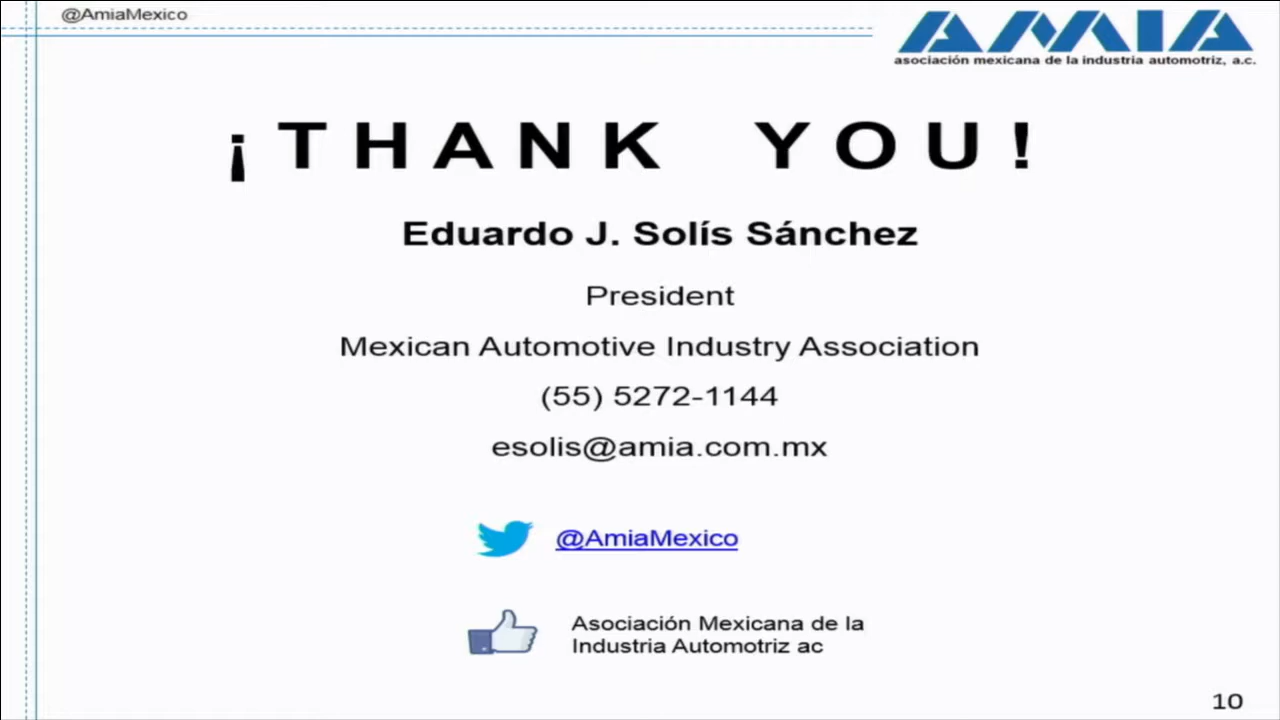 @AmiaMexico
AMIA
asociación mexicana de la industria automotriz, a.c.
¡THANK YOU!
Eduardo J. Solís Sánchez
President
Mexican Automotive Industry Association
(55) 5272-1144
esolis@amia.com.mx
@AmiaMexico
Asociación Mexicana de la
Industria Automotriz ac
10